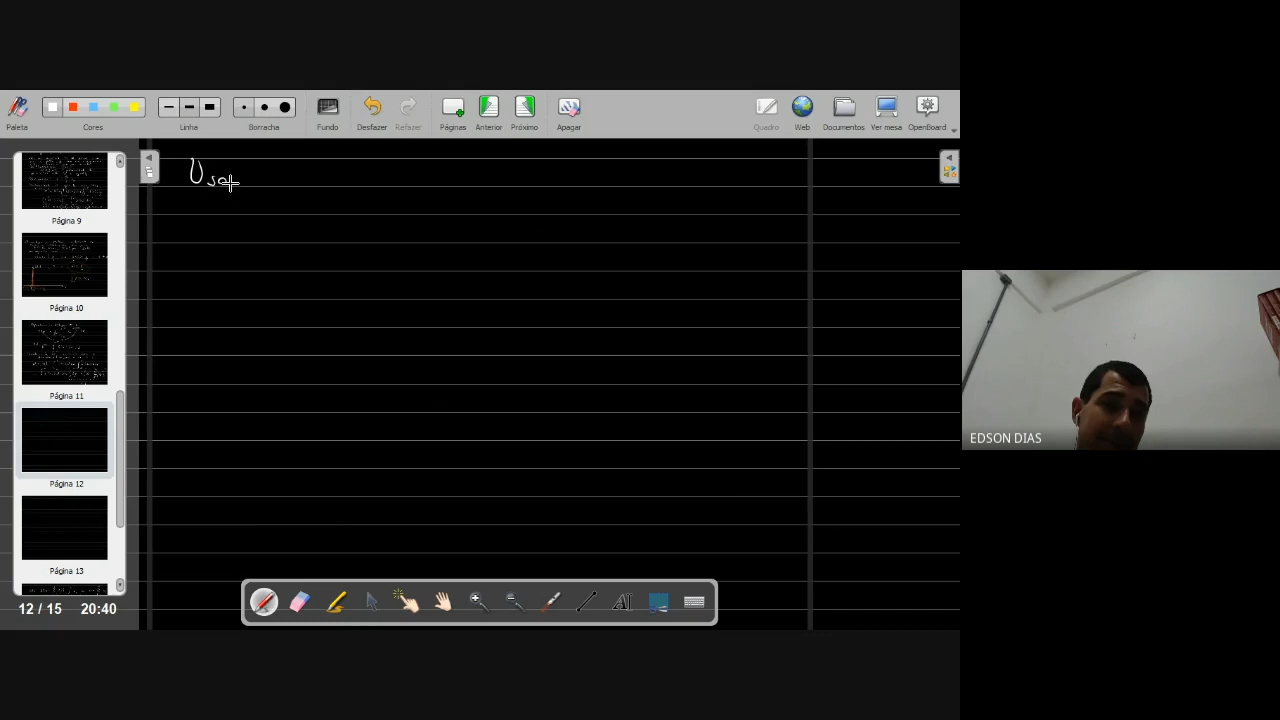 Paleta
Cores
Linha
Borracha
Fundo
Desfazer
Refazer
Páginas
Anterior
Próximo
Apagar
Quadro
Web
Documentos
Ver mesa
OpenBoard
Página 9
Página 10
Página 11
Página 12
Página 13
12 / 15 20:40
EDSON DIAS